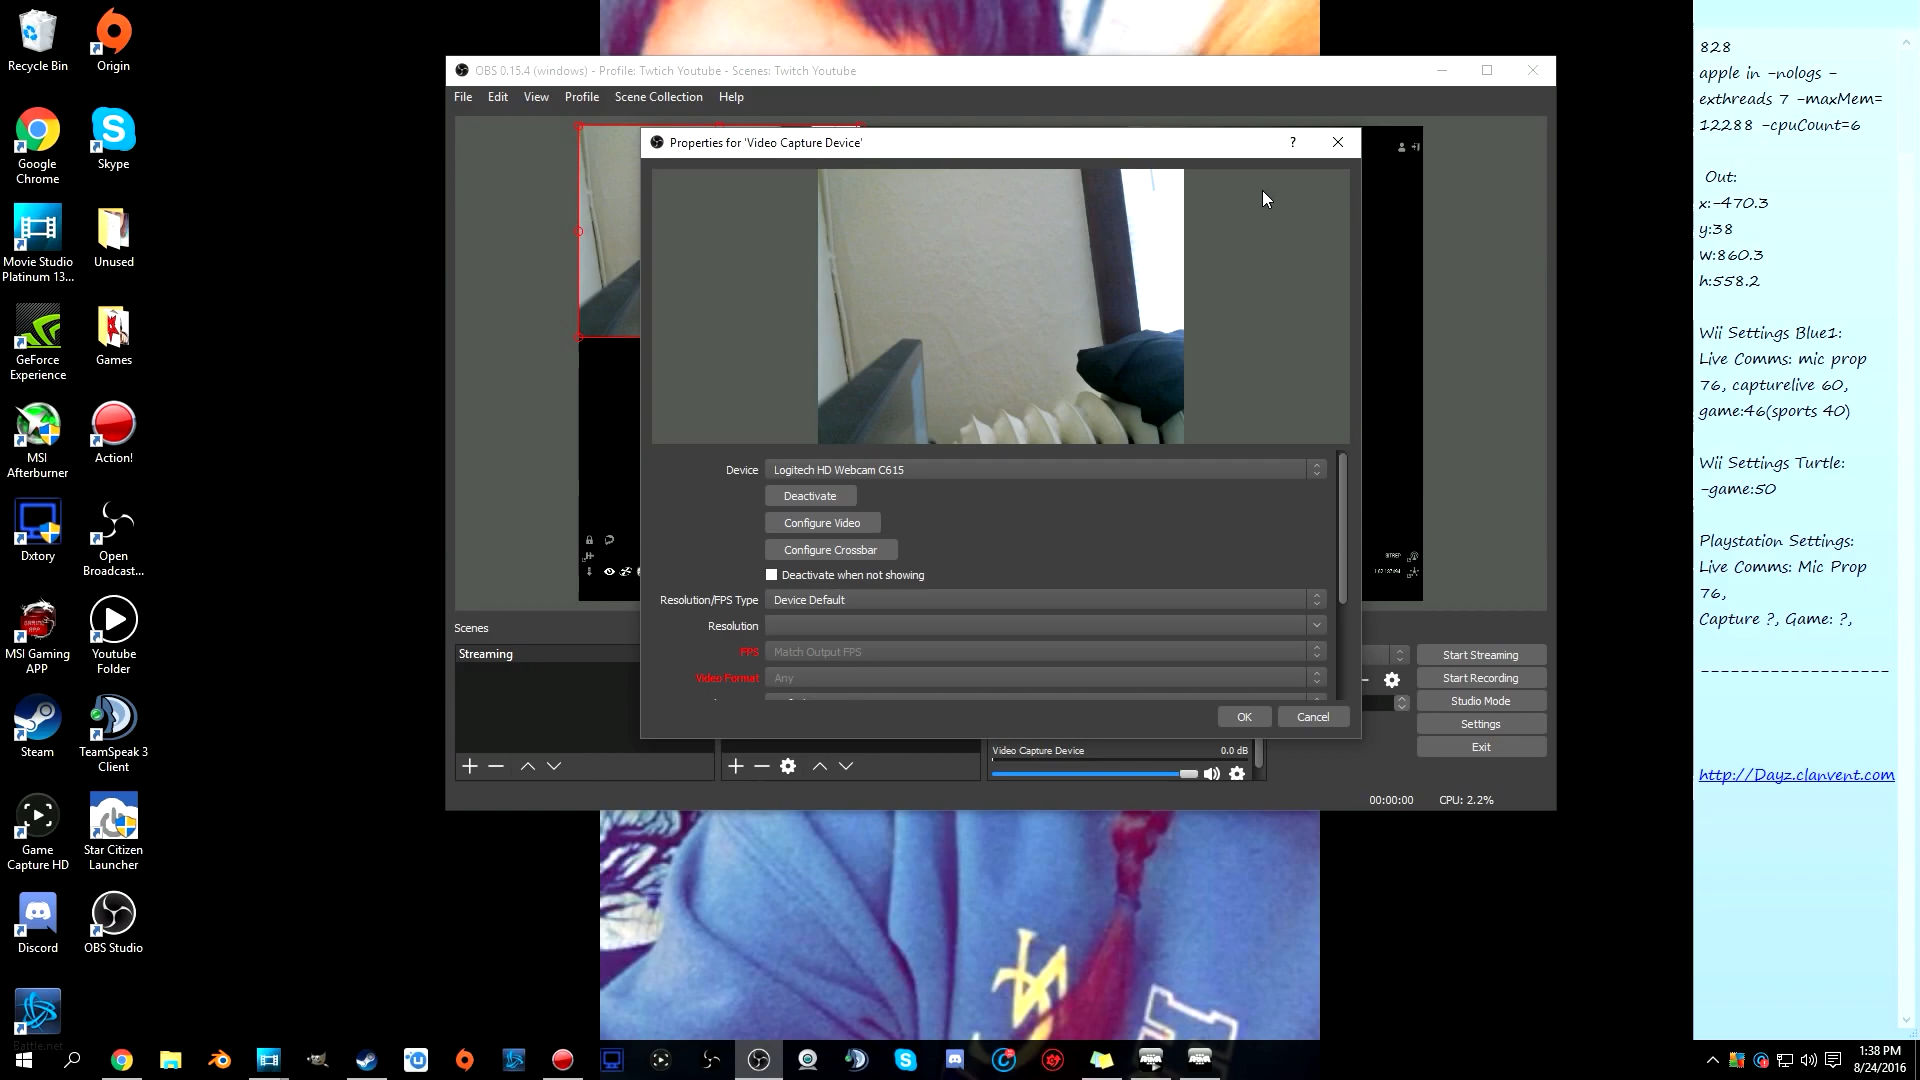 Recycle Bin
Origin
Google Chrome
Skype
Movie Studio Platinum 13...
Unused
GeForce Experience
Games
MSI Afterburner
Action!
Dxtory
Open Broadcast...
MSI Gaming APP
Youtube Folder
Steam
TeamSpeak 3 Client
Game Capture HD
Star Citizen Launcher
Discord
OBS Studio
Battle.net
OBS 0.15.4 (windows) - Profile: Twtich Youtube - Scenes: Twitch Youtube
File Edit View Profile Scene Collection Help
Properties for 'Video Capture Device'
?
Device Logitech HD Webcam C615
Deactivate
Configure Video
Configure Crossbar
Deactivate when not showing
Resolution/FPS Type Device Default
Resolution
FPS Match Output FPS
Video Format Any
OK Cancel
Scenes
Streaming
Video Capture Device 0.0 dB
Start Streaming
Start Recording
Studio Mode
Settings
Exit
00:00:00 CPU: 2.2%
828
apple in -nologs -
exthreads 7 -maxMem=
12288 -cpuCount=6
Out:
x:-470.3
y:38
w:860.3
h:558.2
Wii Settings Blue1:
Live Comms: mic prop
76, capturelive 60,
game:46(sports 40)
Wii Settings Turtle:
-game:50
Playstation Settings:
Live Comms: Mic Prop
76,
Capture ?, Game: ?,
--------------------
http://Dayz.clanvent.com
1:38 PM
8/24/2016